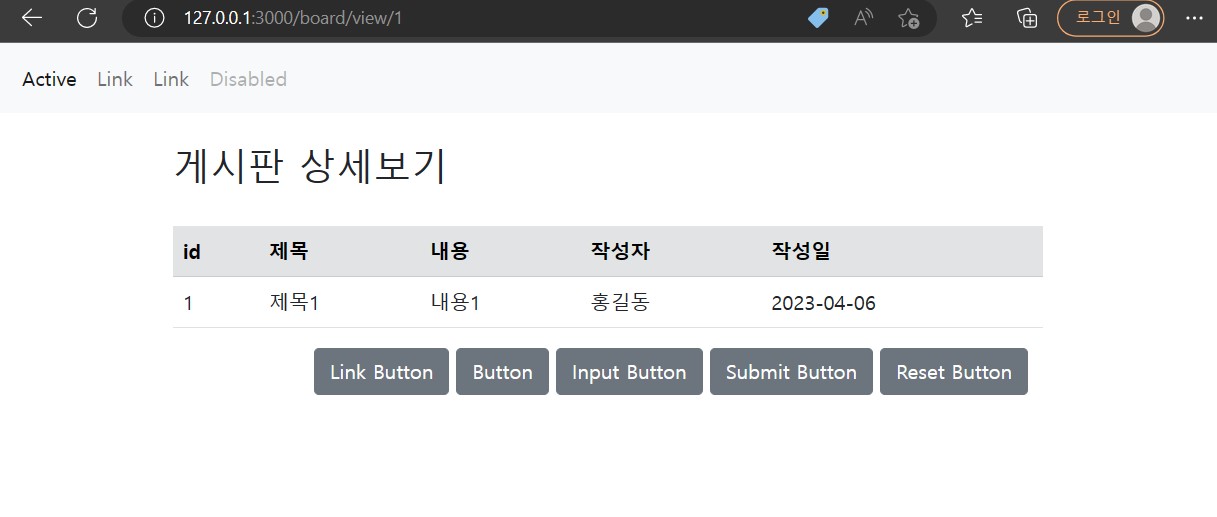 127.0.0.1:3000/board/view/1 로그인
Active Link Link Disabled
게시판 상세보기
id 제목 내용 작성자 작성일
1 제목1 내용1 홍길동 2023-04-06
Link Button Button Input Button Submit Button Reset Button